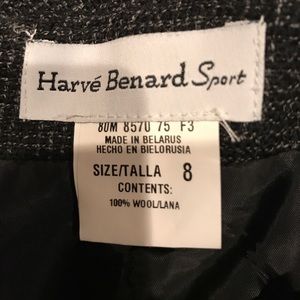 Harvé Benard Sport
80M 8570 75 F3
MADE IN BELARUS
HECHO EN BIELORUSIA
SIZE/TALLA 8
CONTENTS:
100% WOOL/LANA